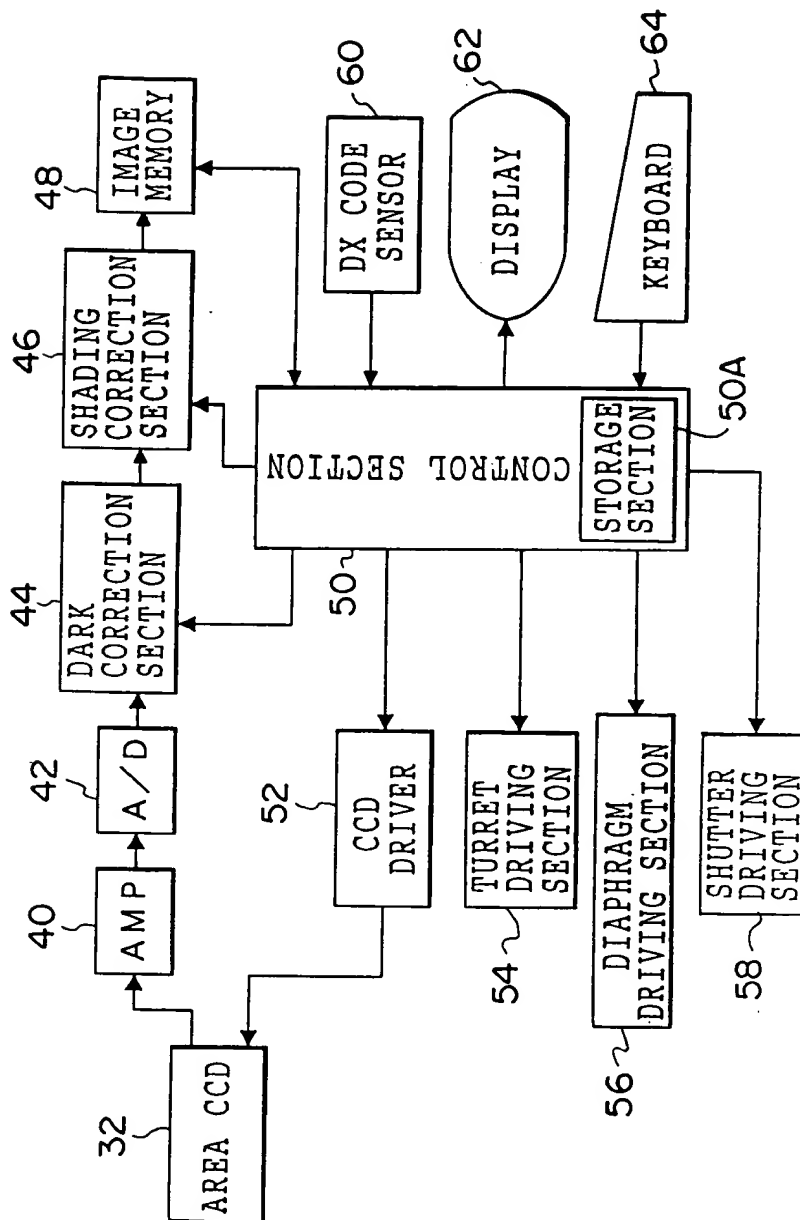 32
AREA CCD
40
AMP
42
A/D
44
DARK
CORRECTION
SECTION
46
SHADING
CORRECTION
SECTION
48
IMAGE
MEMORY
50
CONTROL SECTION
STORAGE
SECTION
50A
52
CCD
DRIVER
54
TURRET
DRIVING
SECTION
56
DIAPHRAGM
DRIVING SECTION
58
SHUTTER
DRIVING
SECTION
60
DX CODE
SENSOR
62
DISPLAY
64
KEYBOARD